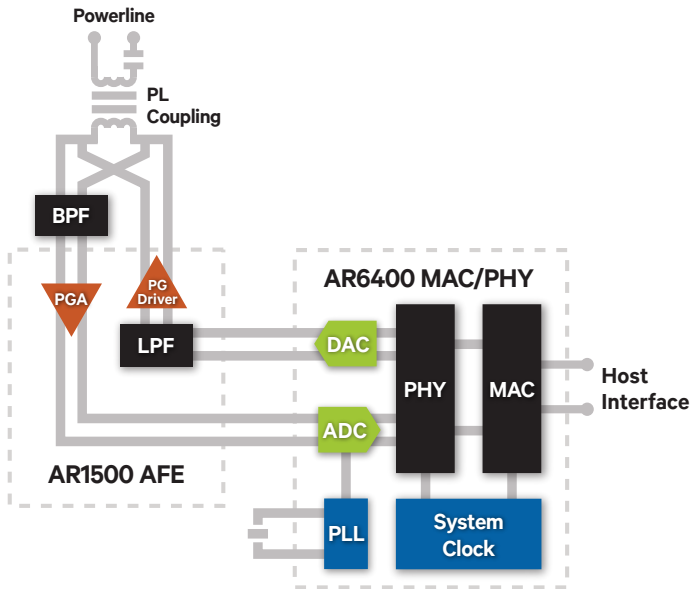 Powerline
PL
Coupling
BPF
AR6400 MAC/PHY
PGA
PG
Driver
LPF
DAC
PHY
MAC
Host
Interface
ADC
AR1500 AFE
PLL
System
Clock